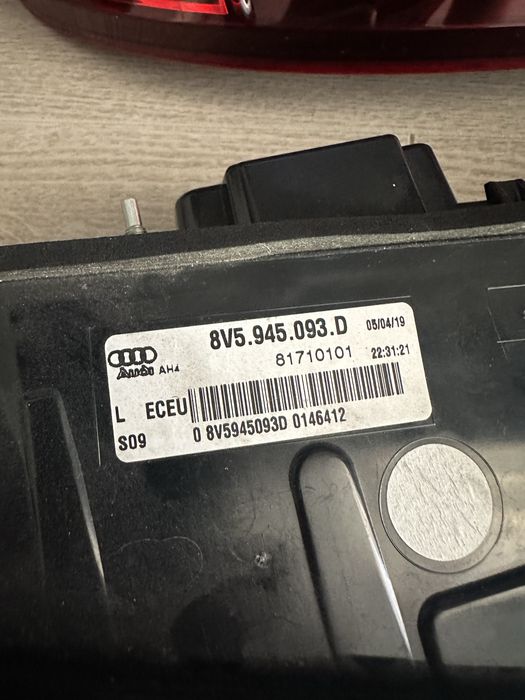 8V5.945.093.D 05/04/19
81710101 22:31:21
Audi AH4
L ECEU
S09 0 8V5945093D 0146412